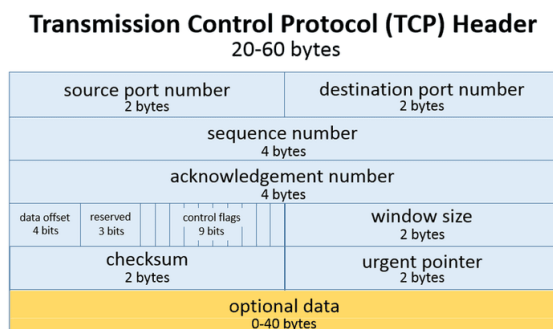 Transmission Control Protocol (TCP) Header
20-60 bytes
source port number
2 bytes
destination port number
2 bytes
sequence number
4 bytes
acknowledgement number
4 bytes
data offset
4 bits
reserved
3 bits
control flags
9 bits
window size
2 bytes
checksum
2 bytes
urgent pointer
2 bytes
optional data
0-40 bytes